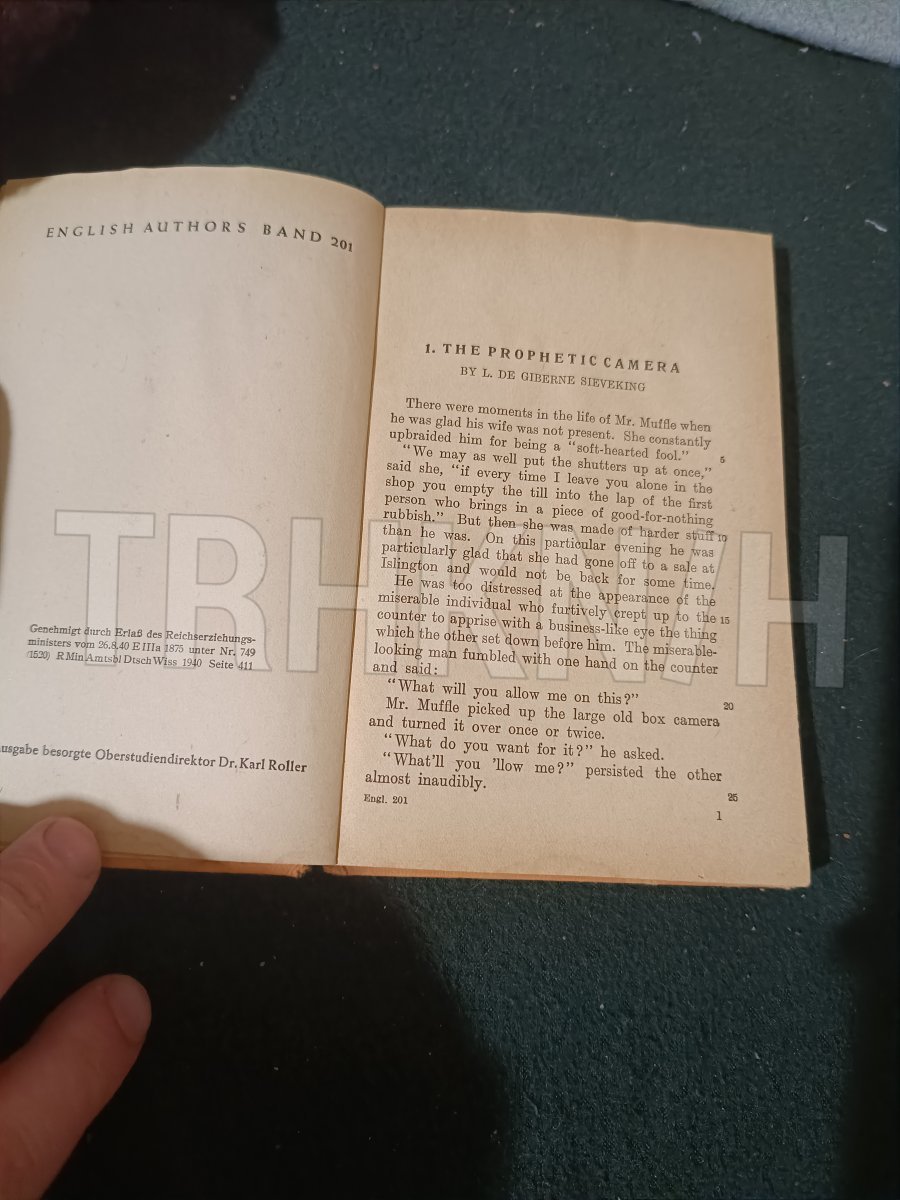 ENGLISH AUTHORS BAND 201
Genehmigt durch Erlaß des Reichserziehungs-
ministers vom 26.8.40 E IIIa 1875 unter Nr. 749
(1520) R Min Amtsbl Dtsch Wiss 1940 Seite 411
ausgabe besorgte Oberstudiendirektor Dr. Karl Roller
1. THE PROPHETIC CAMERA
BY L. DE GIBERNE SIEVEKING
There were moments in the life of Mr. Muffle when
he was glad his wife was not present. She constantly
upbraided him for being a "soft-hearted fool."
"We may as well put the shutters up at once," 5
said she, "if every time I leave you alone in the
shop you empty the till into the lap of the first
person who brings in a piece of good-for-nothing
rubbish." But then she was made of harder stuff
than he was. On this particular evening he was 10
particularly glad that she had gone off to a sale at
Islington and would not be back for some time.
He was too distressed at the appearance of the
miserable individual who furtively crept up to the
counter to apprise with a business-like eye the thing 15
which the other set down before him. The miserable-
looking man fumbled with one hand on the counter
and said:
"What will you allow me on this?"
Mr. Muffle picked up the large old box camera 20
and turned it over once or twice.
"What do you want for it?" he asked.
"What'll you 'llow me?" persisted the other
almost inaudibly.
25
Engl. 201
1
TRHKNVH